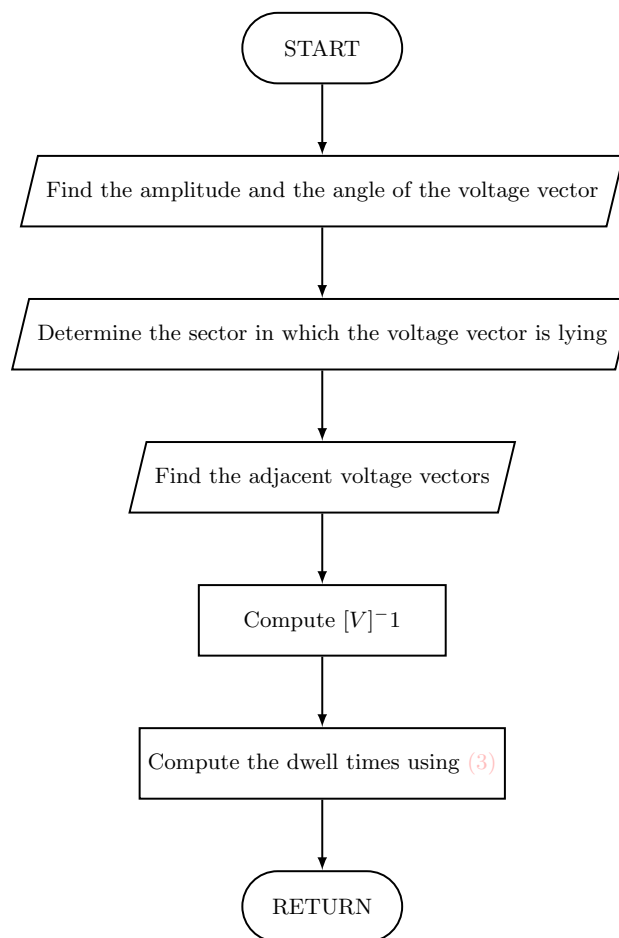 START
Find the amplitude and the angle of the voltage vector
Determine the sector in which the voltage vector is lying
Find the adjacent voltage vectors
Compute [V]⁻1
Compute the dwell times using (3)
RETURN